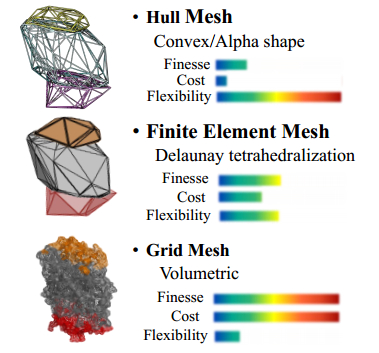 • Hull Mesh
Convex/Alpha shape
Finesse
Cost
Flexibility
• Finite Element Mesh
Delaunay tetrahedralization
Finesse
Cost
Flexibility
• Grid Mesh
Volumetric
Finesse
Cost
Flexibility